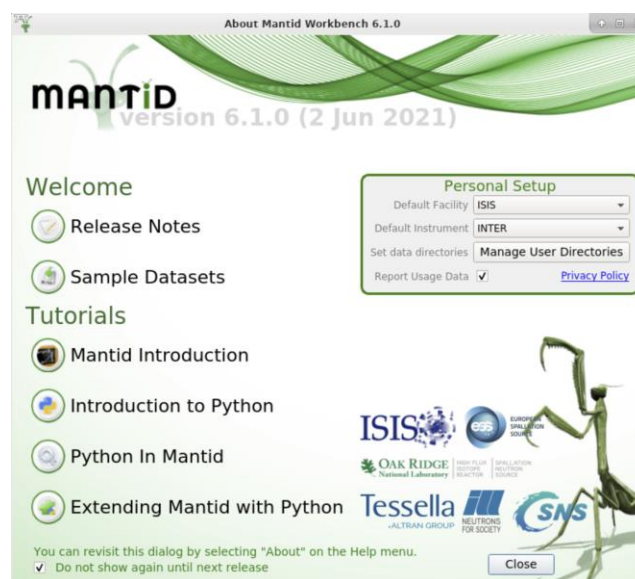 About Mantid Workbench 6.1.0
MANTiD
version 6.1.0 (2 Jun 2021)
Welcome
Release Notes
Sample Datasets
Tutorials
Mantid Introduction
Introduction to Python
Python In Mantid
Extending Mantid with Python
Personal Setup
Default Facility ISIS
Default Instrument INTER
Set data directories Manage User Directories
Report Usage Data Privacy Policy
ISIS
ess
EUROPEAN
SPALLATION
SOURCE
OAK RIDGE
National Laboratory
HIGH FLUX
ISOTOPE
REACTOR
SPALLATION
NEUTRON
SOURCE
Tessella
ALTRAN GROUP
NEUTRONS
FOR SOCIETY
SNS
You can revisit this dialog by selecting "About" on the Help menu.
Do not show again until next release
Close